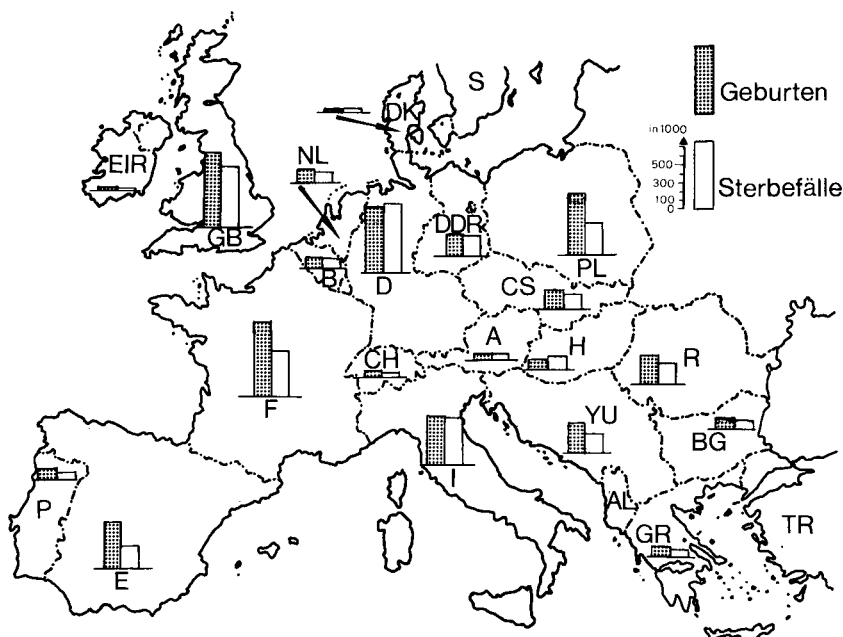 S
Geburten
DK
in 1000
500
300
100
0
Sterbefälle
EIR
NL
GB
DDR
PL
B
D
CS
A
H
R
CH
F
YU
BG
I
P
AL
GR
TR
E